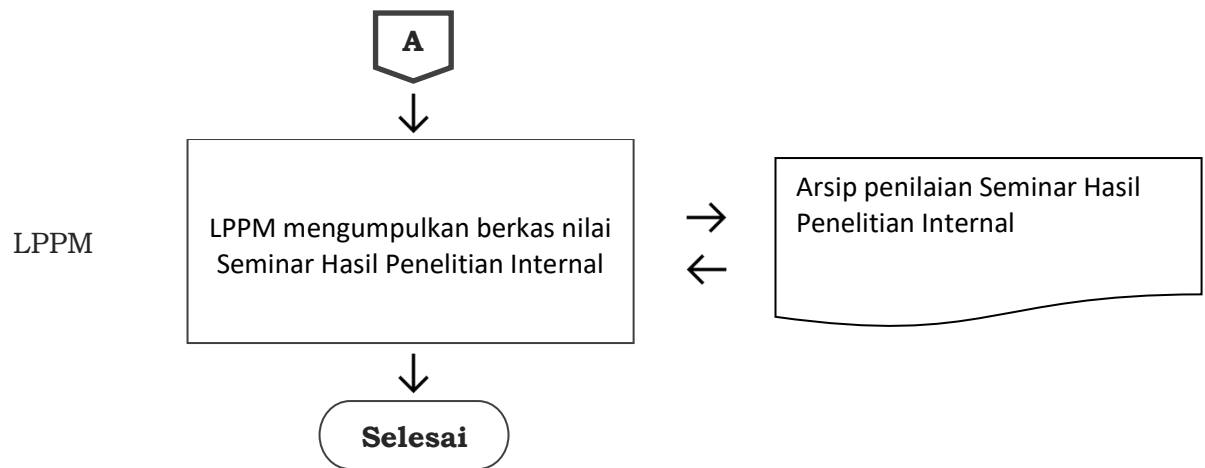 A
LPPM
LPPM mengumpulkan berkas nilai
Seminar Hasil Penelitian Internal
Arsip penilaian Seminar Hasil
Penelitian Internal
Selesai